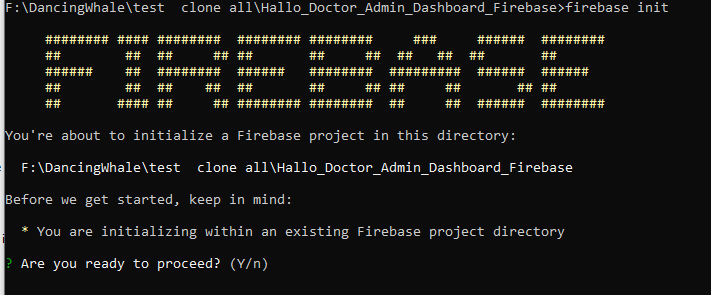 F:\DancingWhale\test  clone all\Hallo_Doctor_Admin_Dashboard_Firebase>firebase init
FIREBASE
You're about to initialize a Firebase project in this directory:
F:\DancingWhale\test  clone all\Hallo_Doctor_Admin_Dashboard_Firebase
Before we get started, keep in mind:
* You are initializing within an existing Firebase project directory
? Are you ready to proceed? (Y/n)